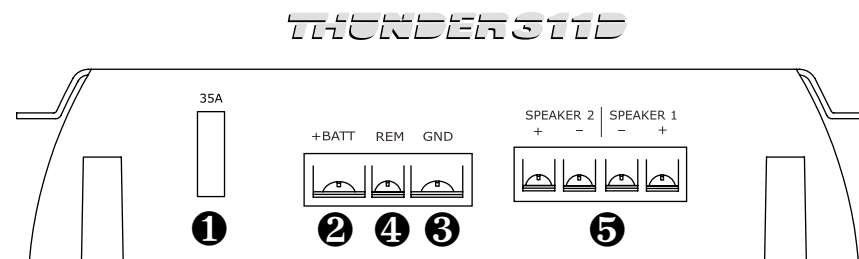 THUNDER311D
35A
+BATT REM GND
SPEAKER 2 | SPEAKER 1
+ – – +
1 2 4 3 5